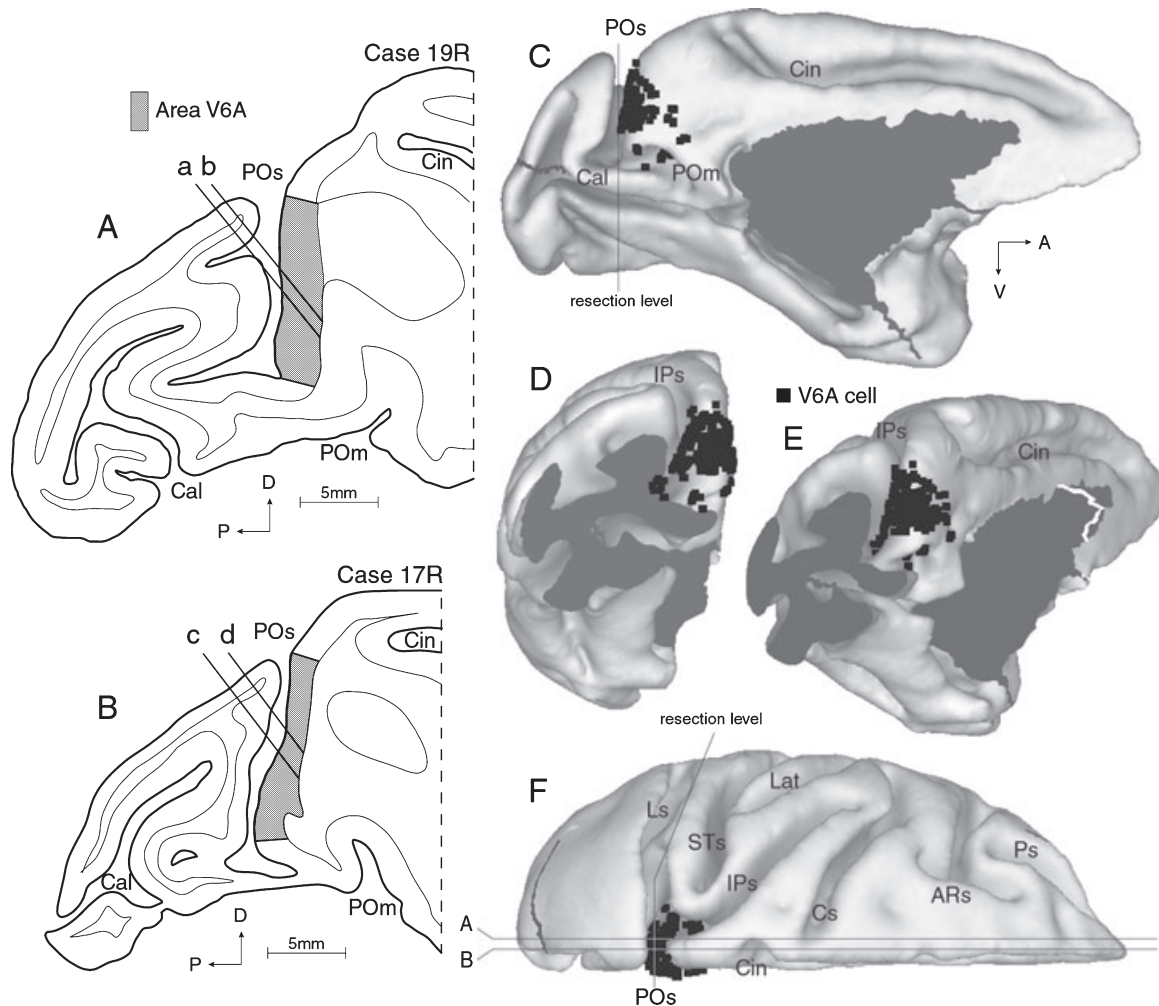 Case 19R
Area V6A
a b
POs
Cin
A
POm
Cal
D
P
5mm
Case 17R
c d
POs
Cin
B
Cal
POm
D
P
5mm
POs
C
Cin
Cal
POm
A
V
resection level
D
IPs
V6A cell
E
IPs
Cin
resection level
F
Ls
Lat
STs
IPs
Cs
ARs
Ps
A
B
Cin
POs